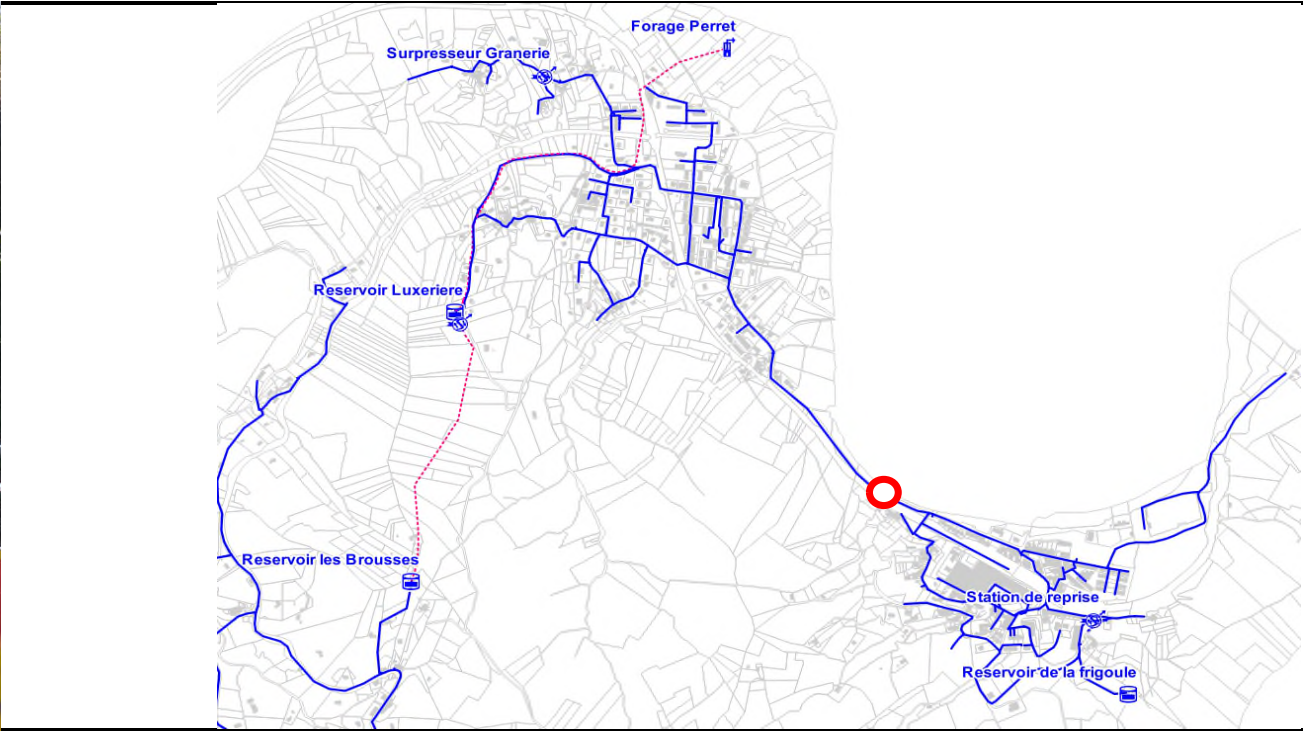 Forage Perret
Surpresseur Granerie
Reservoir Luxeriere
Reservoir les Brousses
Station de reprise
Reservoir de la frigoule